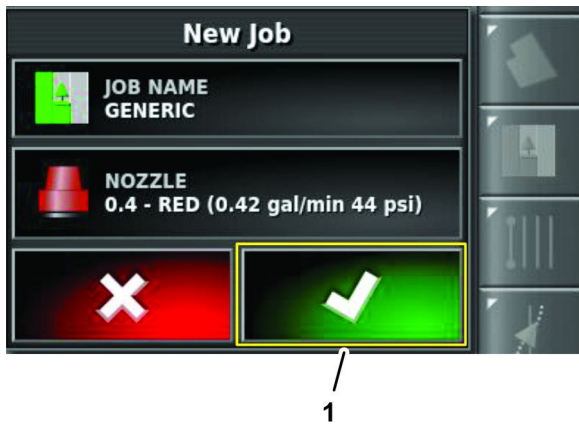 New Job
JOB NAME
GENERIC
NOZZLE
0.4 - RED (0.42 gal/min 44 psi)
1